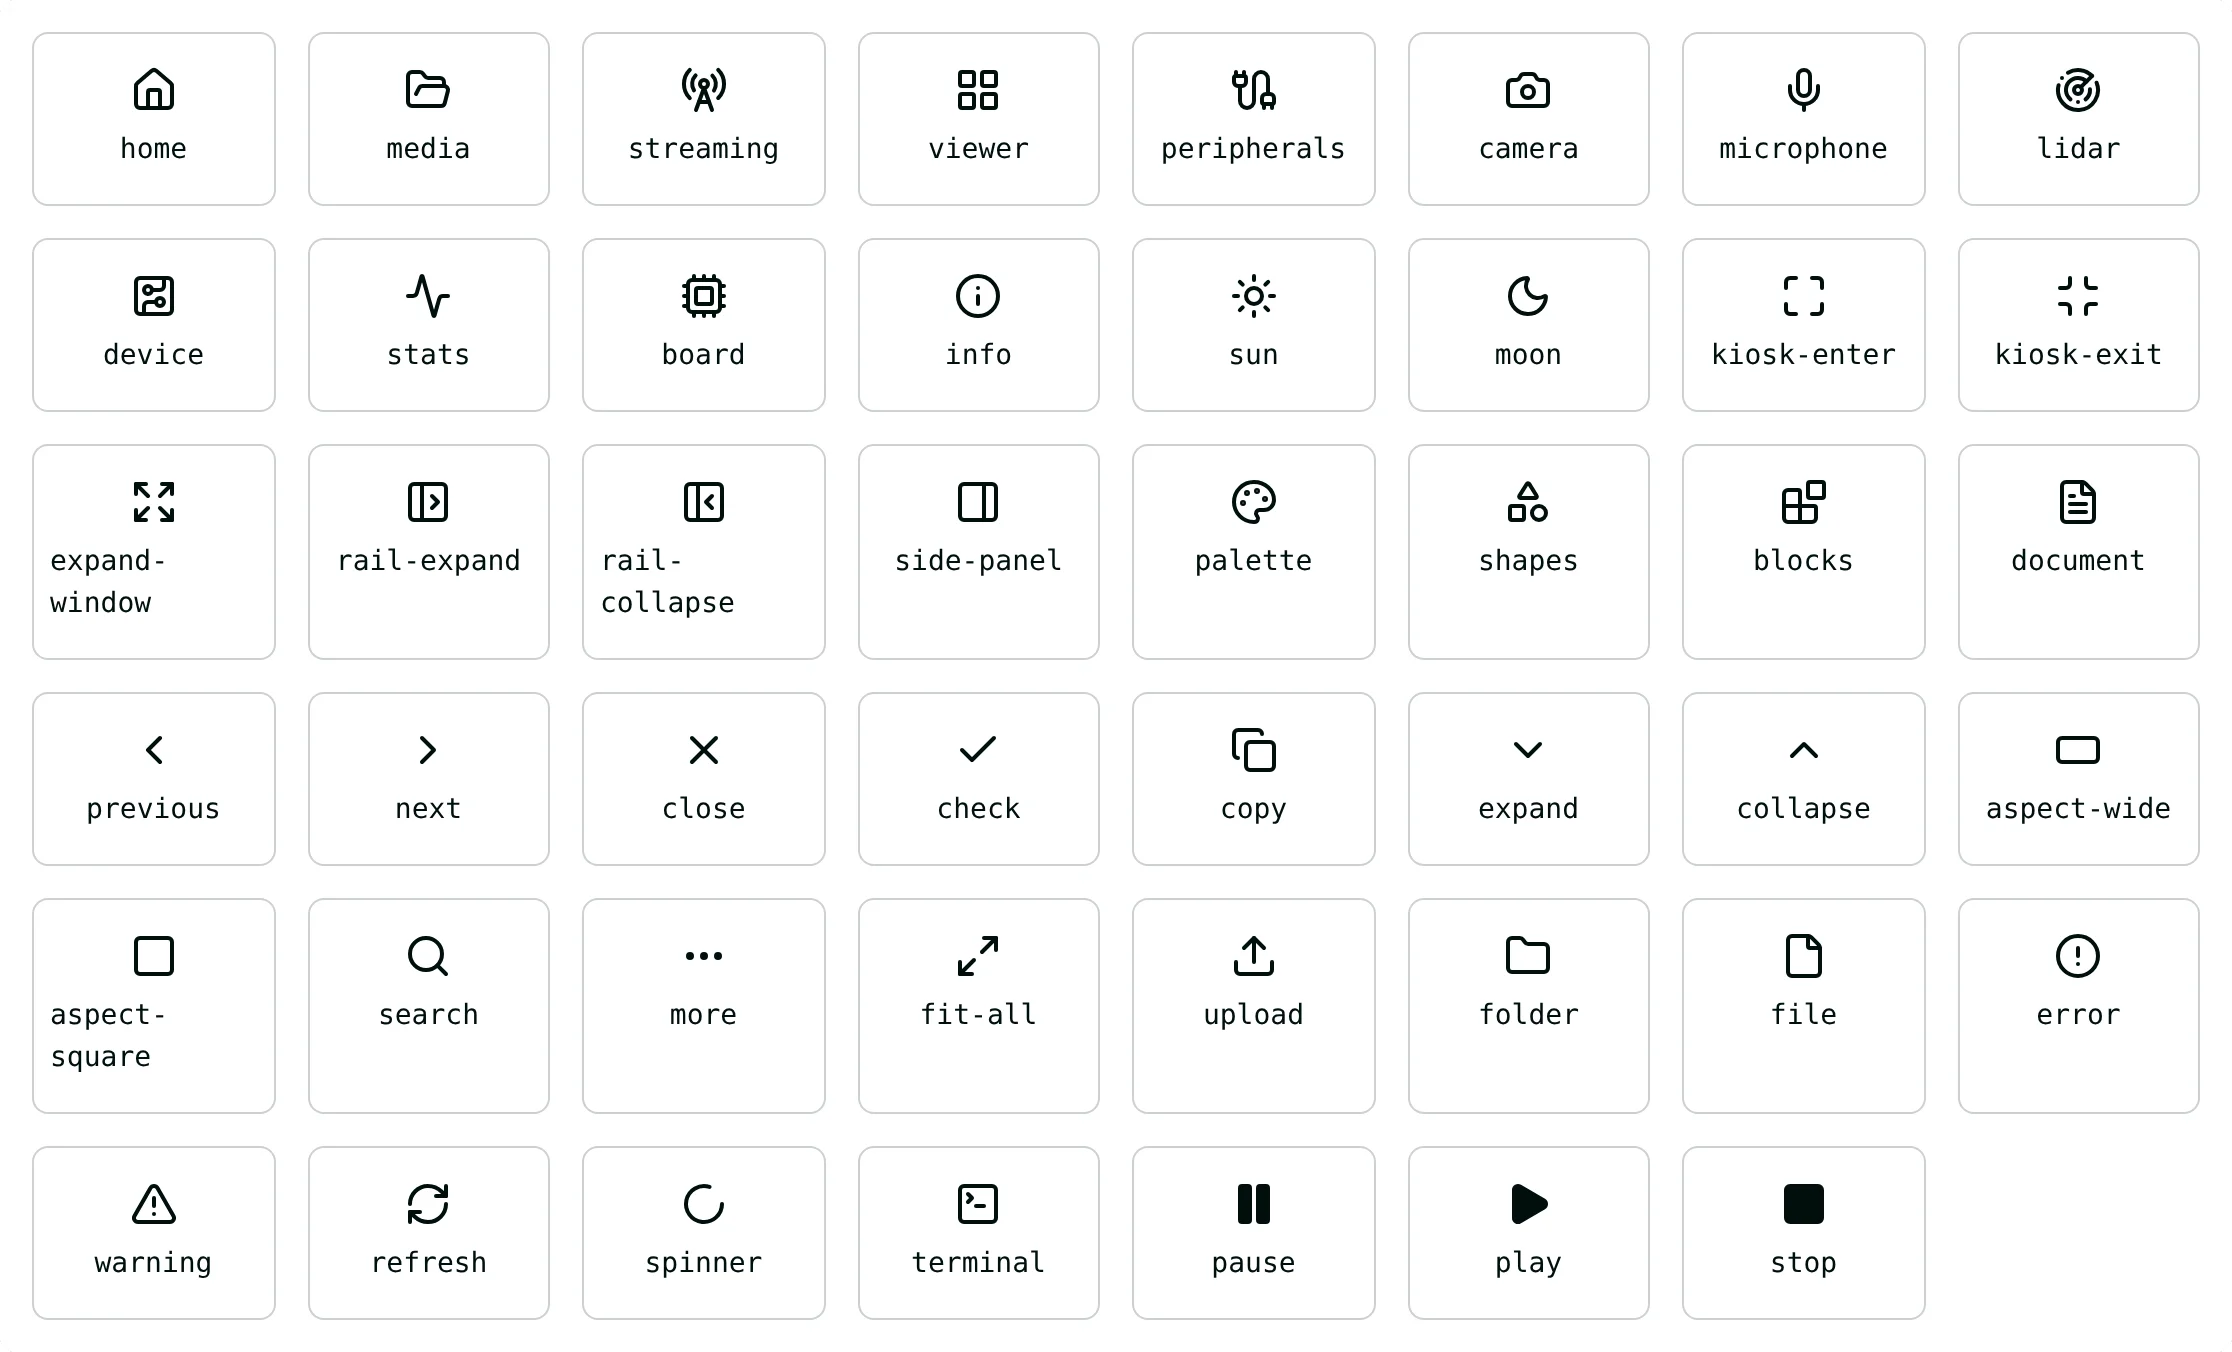 home
media
streaming
viewer
peripherals
camera
microphone
lidar
device
stats
board
info
sun
moon
kiosk-enter
kiosk-exit
expand-
window
rail-expand
rail-
collapse
side-panel
palette
shapes
blocks
document
previous
next
close
check
copy
expand
collapse
aspect-wide
aspect-
square
search
more
fit-all
upload
folder
file
error
warning
refresh
spinner
terminal
pause
play
stop